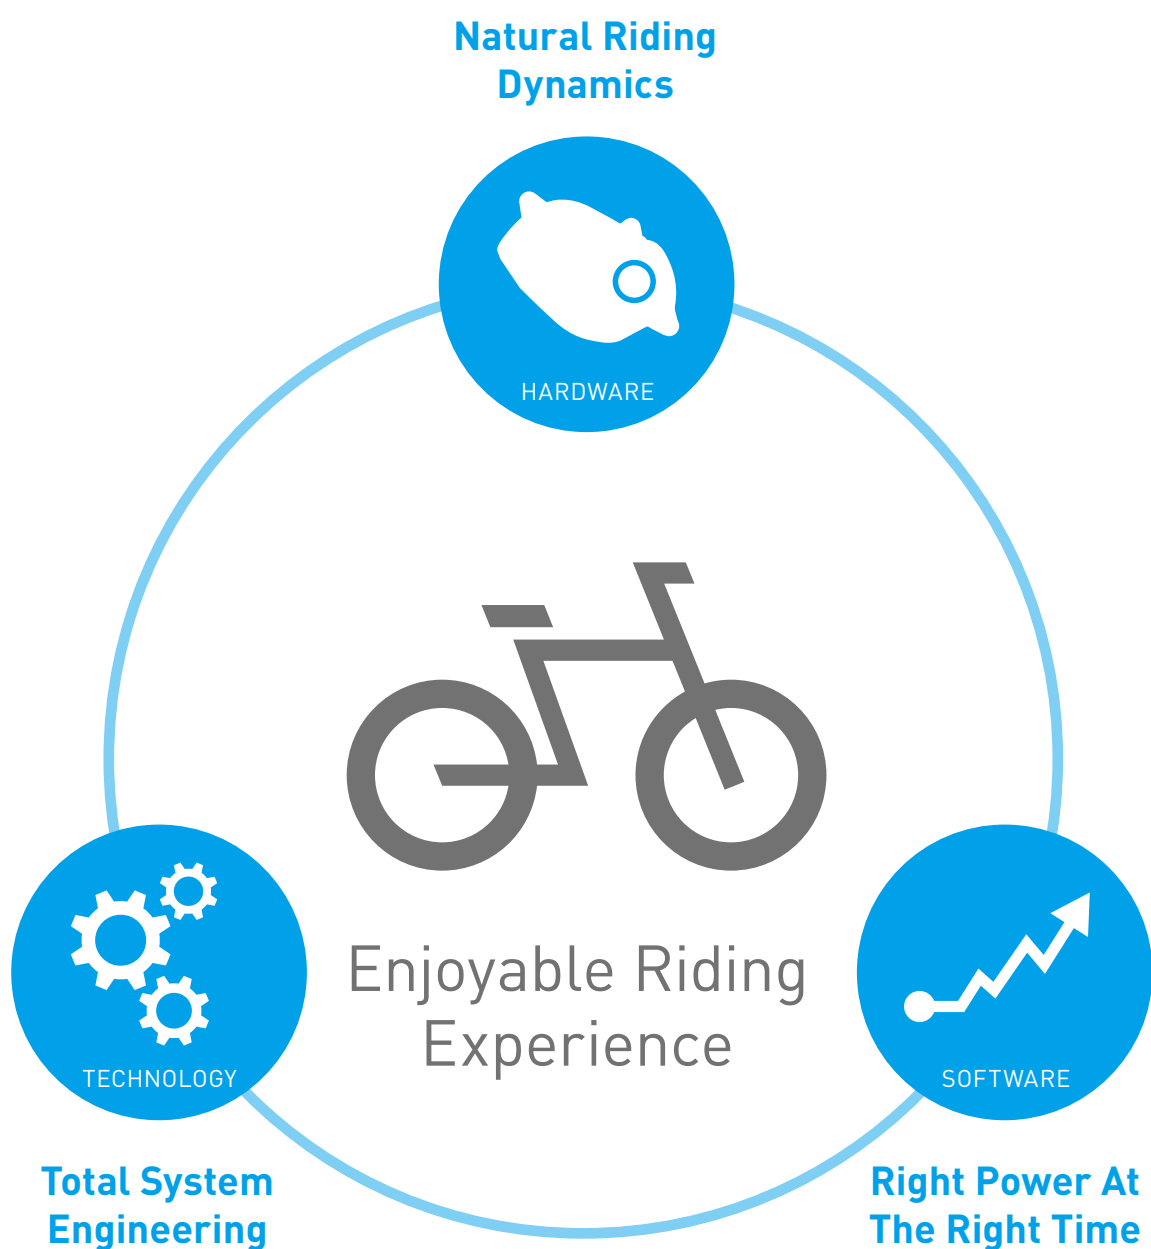 Natural Riding
Dynamics
HARDWARE
Enjoyable Riding
Experience
TECHNOLOGY
SOFTWARE
Total System
Engineering
Right Power At
The Right Time